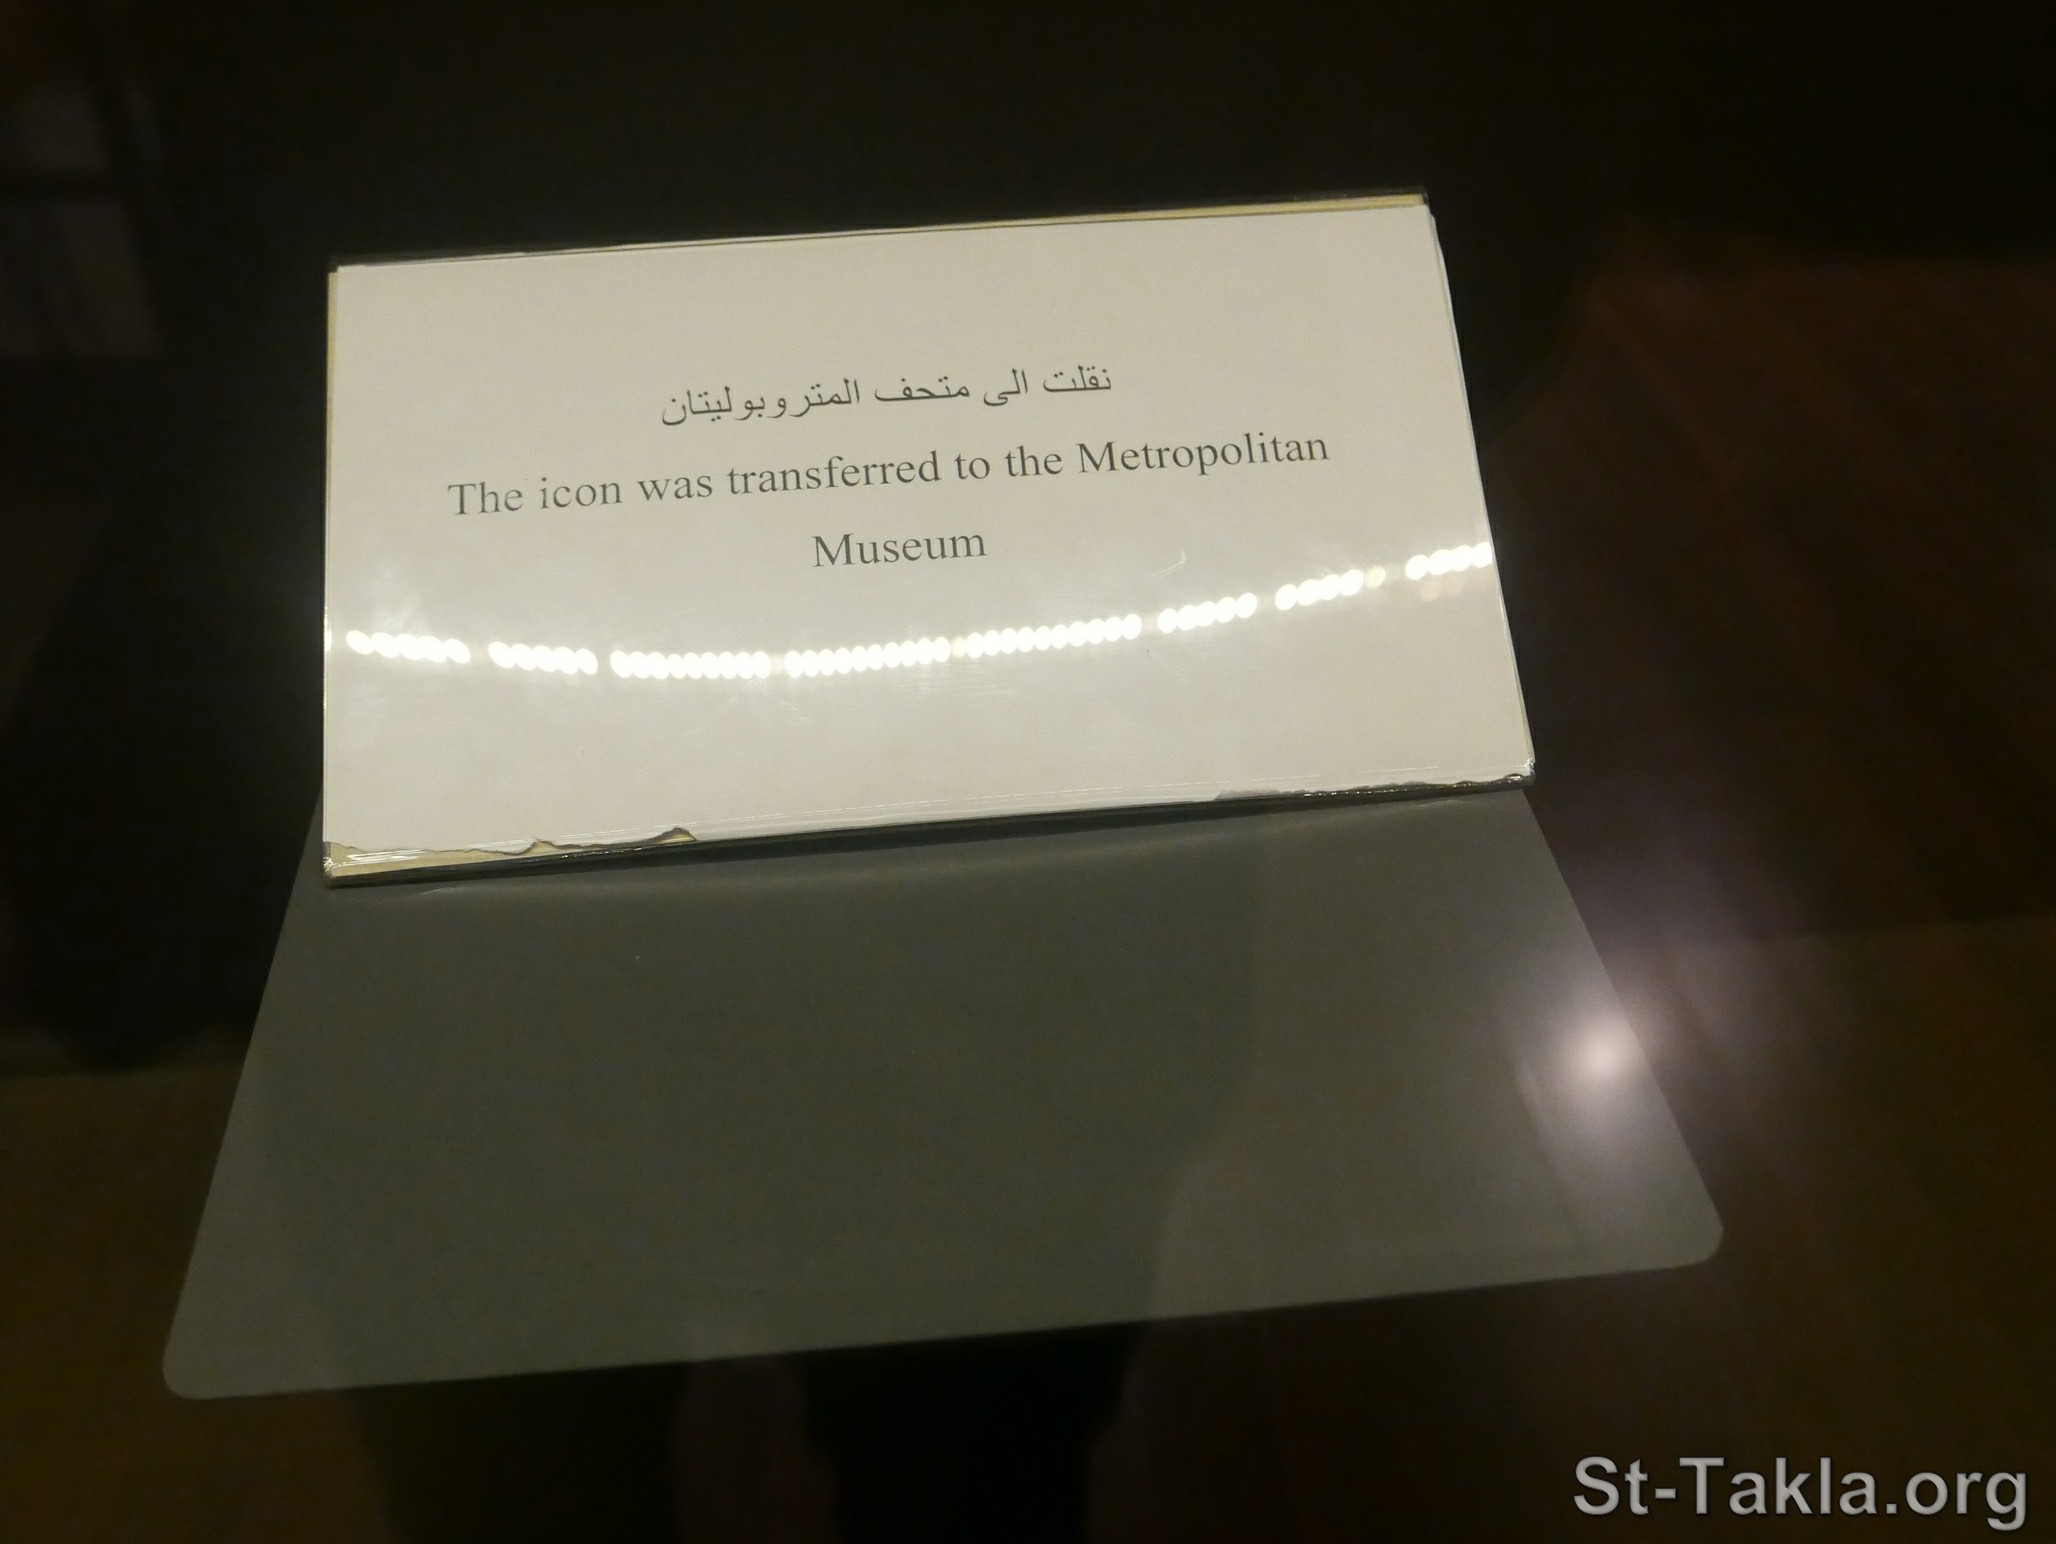 نقلت الى متحف المتروبوليتان
The icon was transferred to the Metropolitan
Museum
St-Takla.org